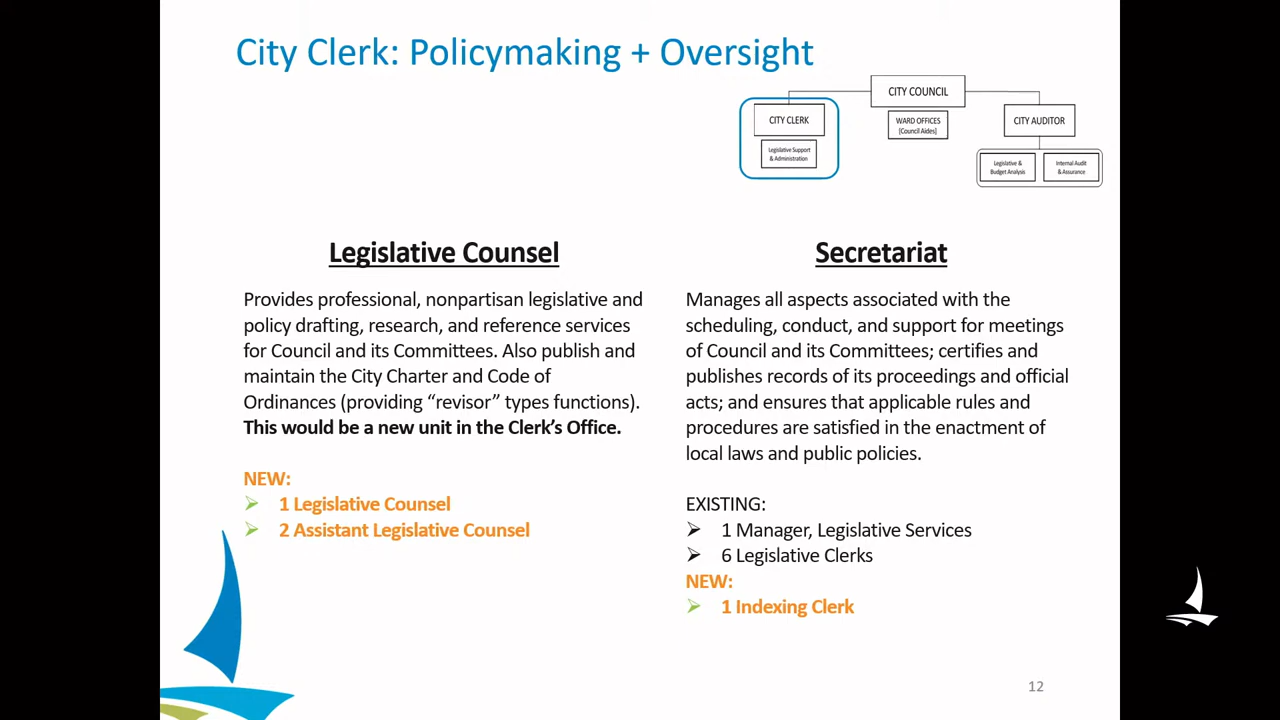 City Clerk: Policymaking + Oversight
CITY COUNCIL
CITY CLERK
WARD OFFICES
(Council Aides)
CITY AUDITOR
Legislative Support
& Administration
Legislative &
Budget Analysis
Internal Audit
& Assurance
Legislative Counsel
Provides professional, nonpartisan legislative and
policy drafting, research, and reference services
for Council and its Committees. Also publish and
maintain the City Charter and Code of
Ordinances (providing “revisor” types functions).
This would be a new unit in the Clerk’s Office.
NEW:
1 Legislative Counsel
2 Assistant Legislative Counsel
Secretariat
Manages all aspects associated with the
scheduling, conduct, and support for meetings
of Council and its Committees; certifies and
publishes records of its proceedings and official
acts; and ensures that applicable rules and
procedures are satisfied in the enactment of
local laws and public policies.
EXISTING:
1 Manager, Legislative Services
6 Legislative Clerks
NEW:
1 Indexing Clerk
12